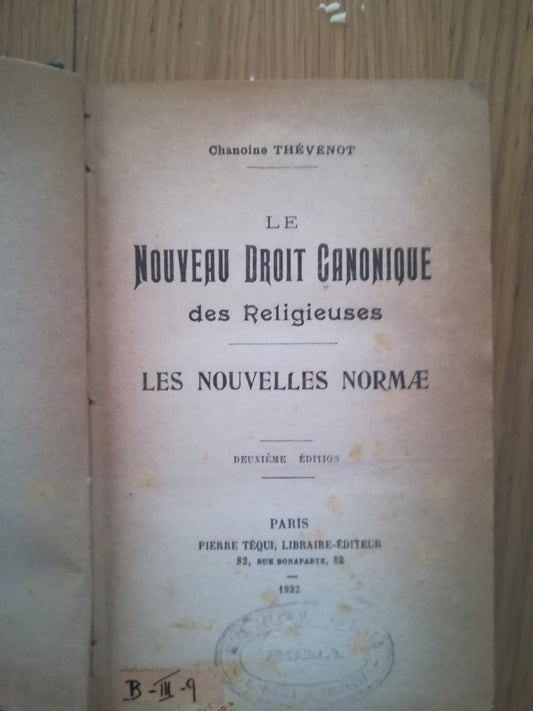 Chanoine THÉVENOT
LE
NOUVEAU DROIT CANONIQUE
des Religieuses
LES NOUVELLES NORMÆ
DEUXIÈME ÉDITION
PARIS
PIERRE TÉQUI, LIBRAIRE-ÉDITEUR
82, RUE BONAPARTE, 82
1922
B-III-9